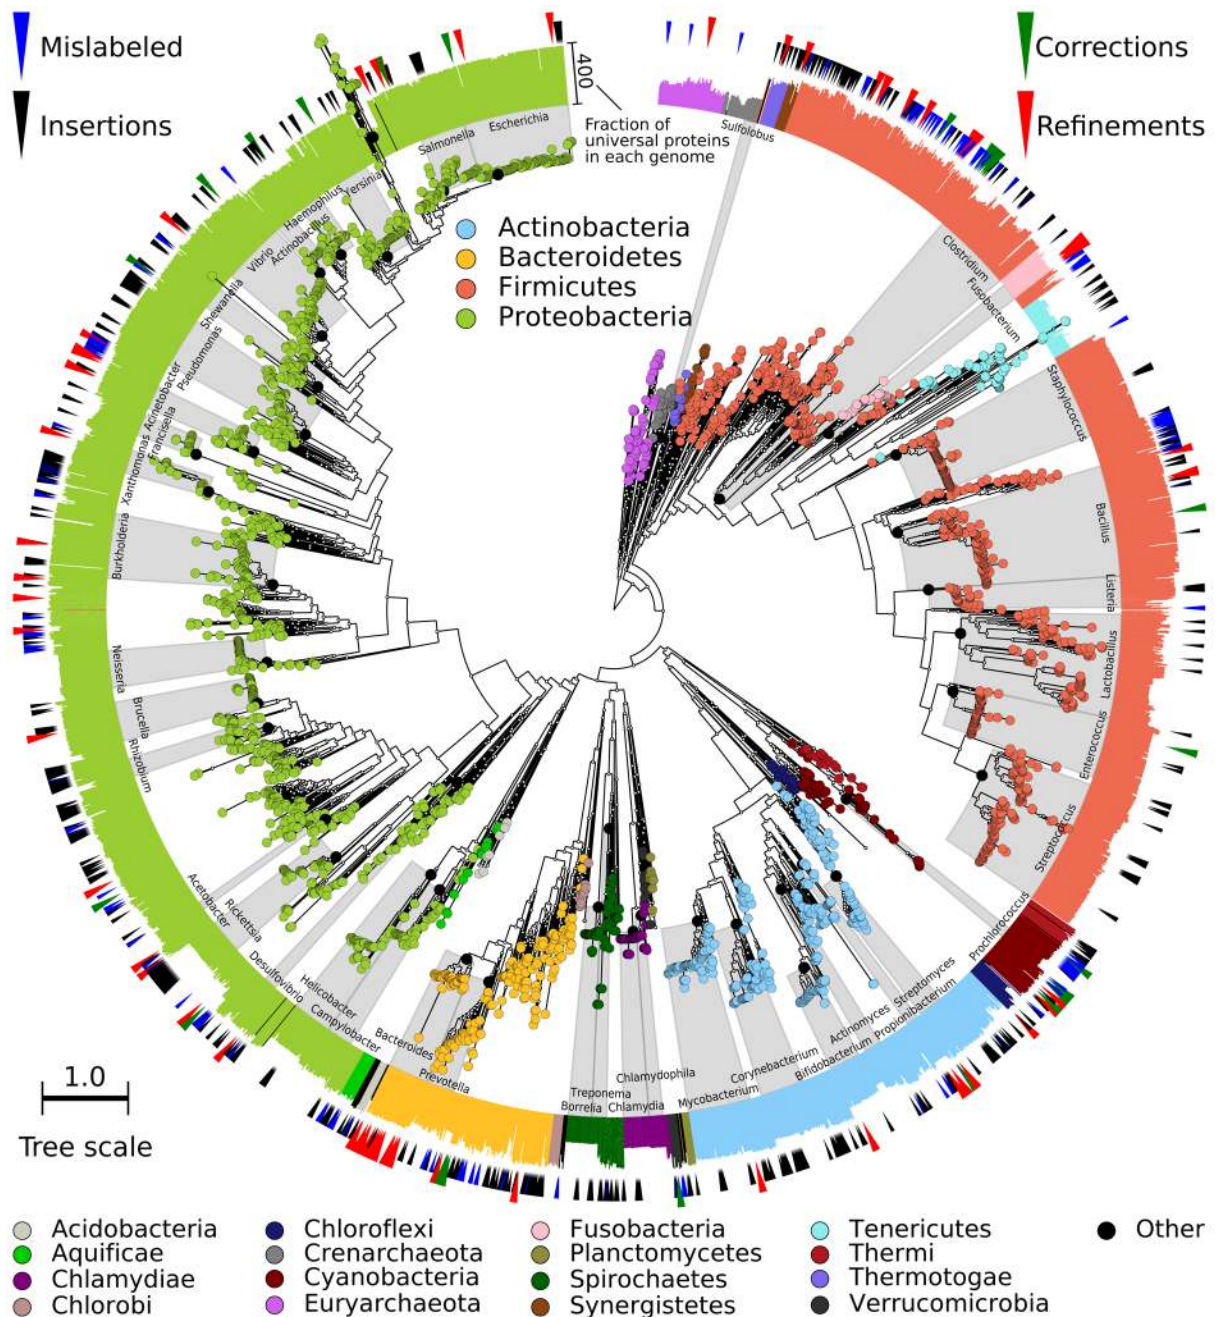 Mislabeled
Insertions
Corrections
Refinements
400
Fraction of
universal proteins
in each genome
Actinobacteria
Bacteroidetes
Firmicutes
Proteobacteria
Escherichia
Salmonella
Yersinia
Haemophilus
Actinobacillus
Vibrio
Shewanella
Pseudomonas
Acinetobacter
Francisella
Xanthomonas
Burkholderia
Neisseria
Brucella
Rhizobium
Acetobacter
Rickettsia
Desulfovibrio
Helicobacter
Campylobacter
Bacteroides
Prevotella
Treponema
Borrelia
Chlamydophila
Chlamydia
Mycobacterium
Corynebacterium
Bifidobacterium
Actinomyces
Propionibacterium
Streptomyces
Prochlorococcus
Streptococcus
Enterococcus
Lactobacillus
Listeria
Bacillus
Staphylococcus
Fusobacterium
Clostridium
Sulfolobus
1.0
Tree scale
Acidobacteria
Aquificae
Chlamydiae
Chlorobi
Chloroflexi
Crenarchaeota
Cyanobacteria
Euryarchaeota
Fusobacteria
Planctomycetes
Spirochaetes
Synergistetes
Tenericutes
Thermi
Thermotogae
Verrucomicrobia
Other